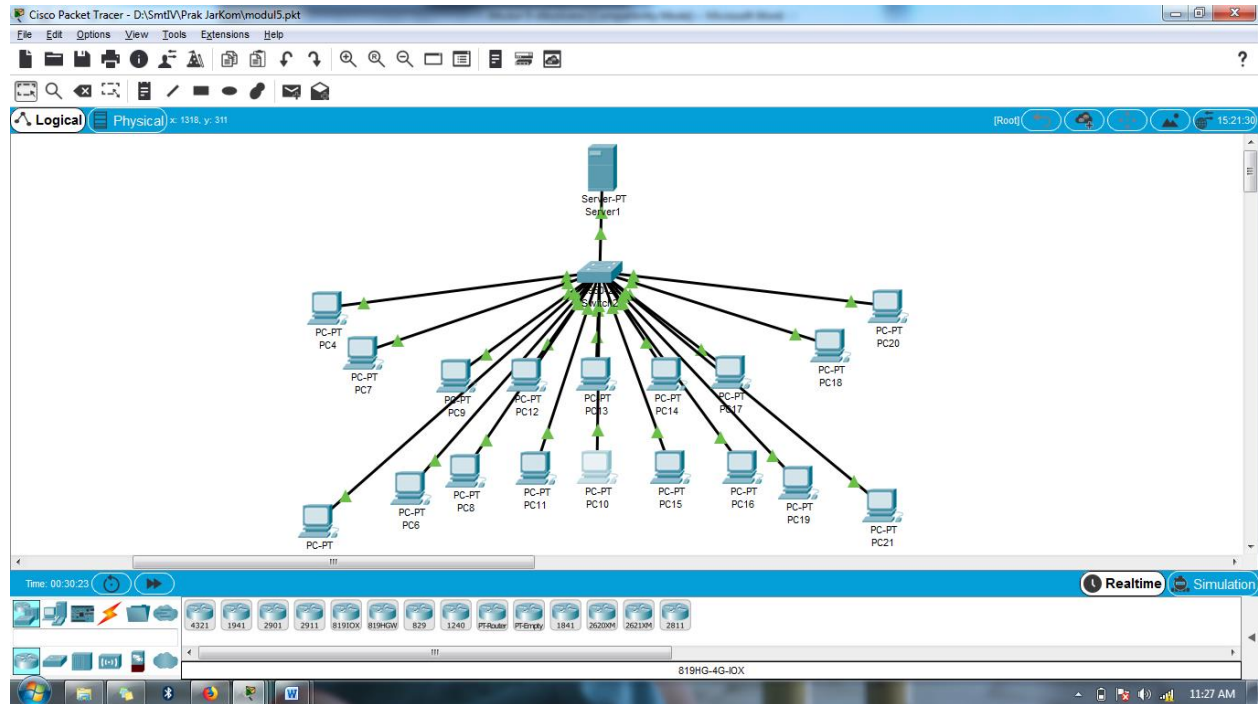 Cisco Packet Tracer - D:\SmtIV\Prak JarKom\modul5.pkt
File Edit Options View Tools Extensions Help
?
Logical Physical x: 1318, y: 311 [Root] 15:21:30
Server-PT
Server1
Switch2
PC-PT
PC4
PC-PT
PC7
PC-PT
PC9
PC-PT
PC12
PC-PT
PC13
PC-PT
PC14
PC-PT
PC17
PC-PT
PC18
PC-PT
PC20
PC-PT
PC-PT
PC6
PC-PT
PC8
PC-PT
PC11
PC-PT
PC10
PC-PT
PC15
PC-PT
PC16
PC-PT
PC19
PC-PT
PC21
Time: 00:30:23 Realtime Simulation
4321 1941 2901 2911 819IOX 819HGW 829 1240 PT-Router PT-Empty 1841 2620XM 2621XM 2811
819HG-4G-IOX
11:27 AM